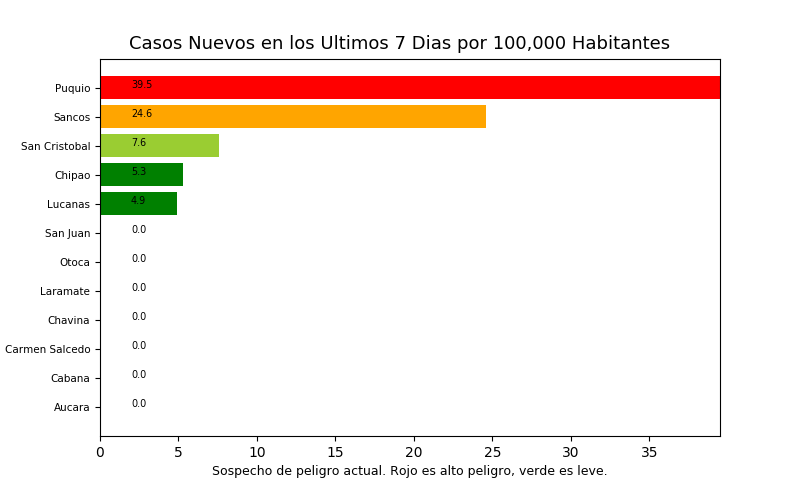 Casos Nuevos en los Ultimos 7 Dias por 100,000 Habitantes
Puquio 39.5
Sancos 24.6
San Cristobal 7.6
Chipao 5.3
Lucanas 4.9
San Juan 0.0
Otoca 0.0
Laramate 0.0
Chavina 0.0
Carmen Salcedo 0.0
Cabana 0.0
Aucara 0.0
0 5 10 15 20 25 30 35
Sospecho de peligro actual. Rojo es alto peligro, verde es leve.